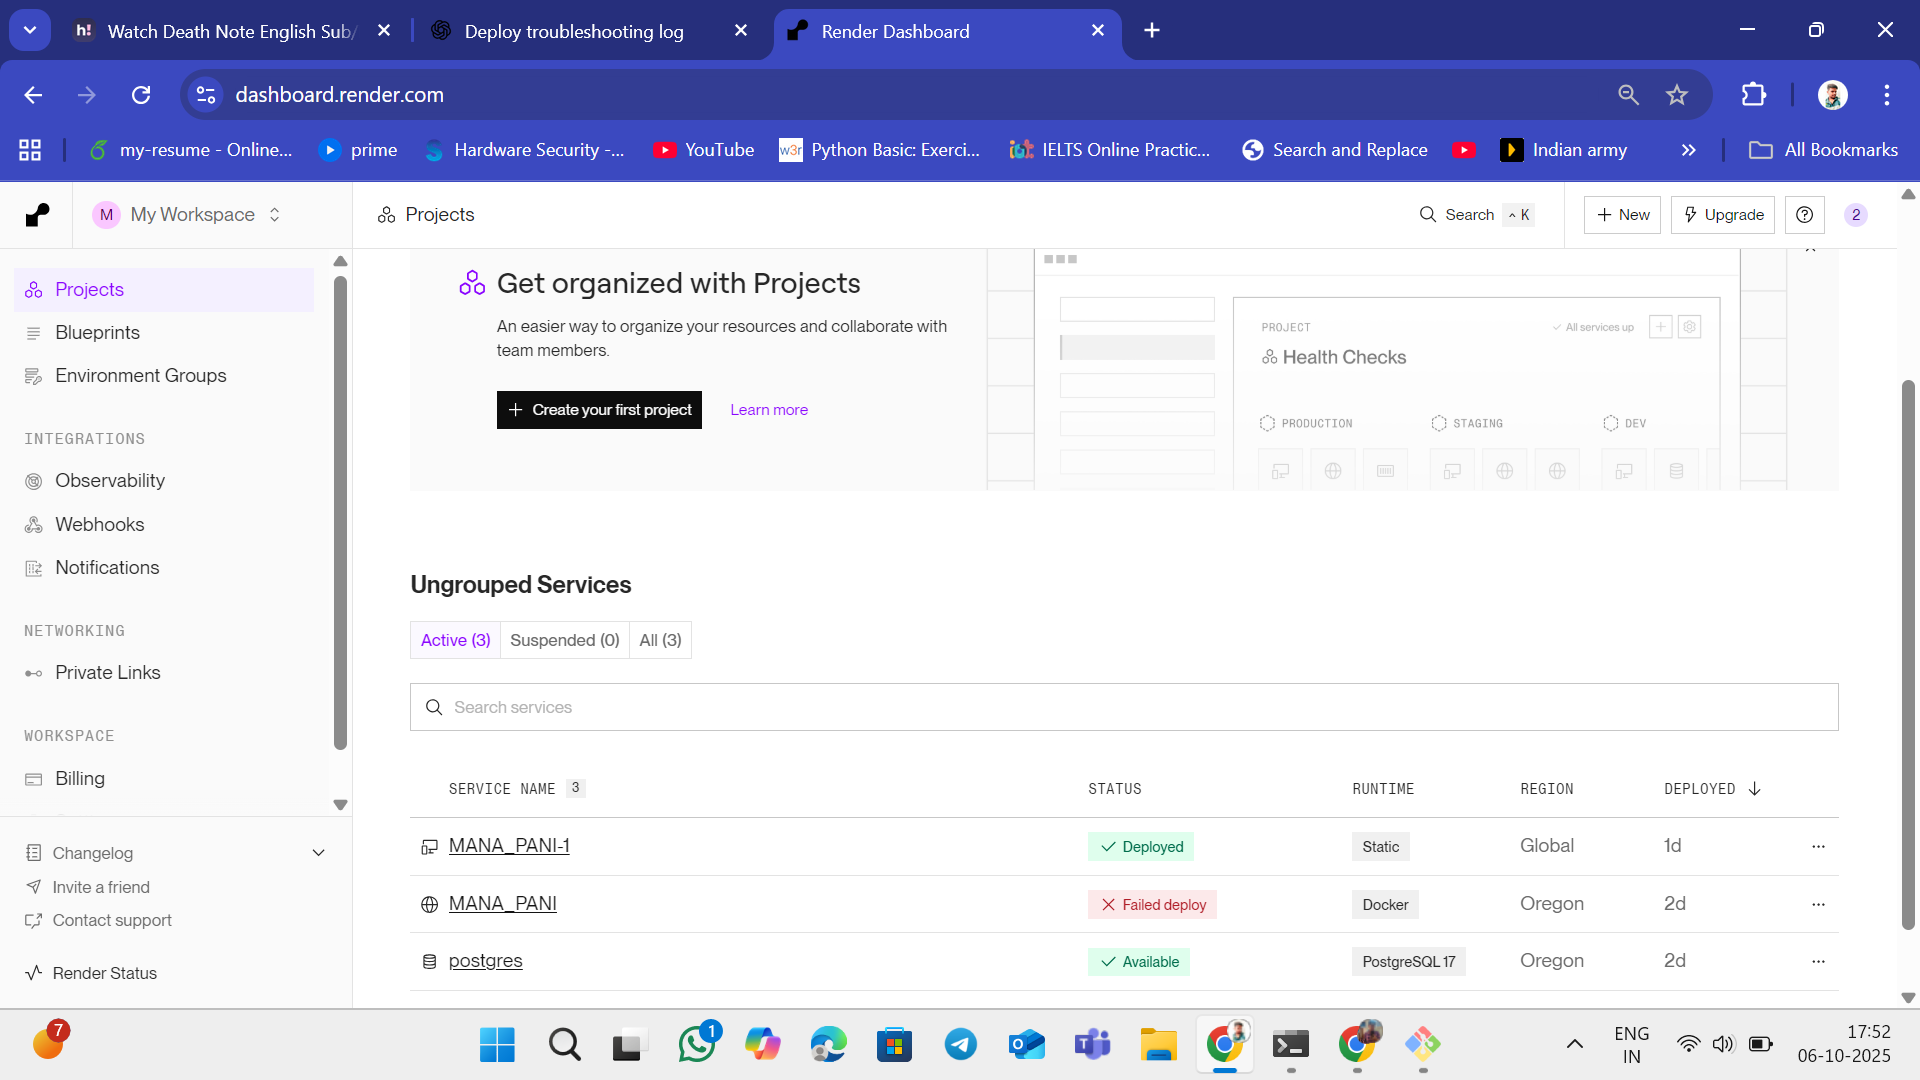 Watch Death Note English Sub/
Deploy troubleshooting log
Render Dashboard
dashboard.render.com
my-resume - Online...
prime
Hardware Security -...
YouTube
w3r
Python Basic: Exerci...
IELTS Online Practic...
Search and Replace
Indian army
All Bookmarks
M
My Workspace
Projects
Search
K
New
Upgrade
2
Projects
Blueprints
Environment Groups
INTEGRATIONS
Observability
Webhooks
Notifications
NETWORKING
Private Links
WORKSPACE
Billing
Changelog
Invite a friend
Contact support
Render Status
Get organized with Projects
An easier way to organize your resources and collaborate with
team members.
Create your first project
Learn more
PROJECT
All services up
Health Checks
PRODUCTION
STAGING
DEV
Ungrouped Services
Active (3)
Suspended (0)
All (3)
Search services
SERVICE NAME 3 STATUS RUNTIME REGION DEPLOYED
MANA_PANI-1 Deployed Static Global 1d
MANA_PANI Failed deploy Docker Oregon 2d
postgres Available PostgreSQL 17 Oregon 2d
7
1
ENG
IN
17:52
06-10-2025